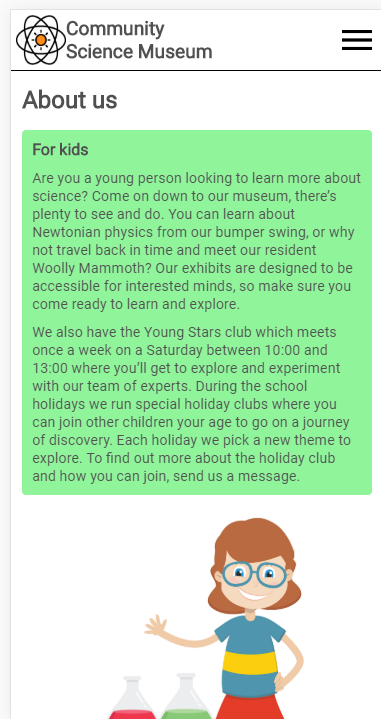 Community
Science Museum
About us
For kids
Are you a young person looking to learn more about
science? Come on down to our museum, there's
plenty to see and do. You can learn about
Newtonian physics from our bumper swing, or why
not travel back in time and meet our resident
Woolly Mammoth? Our exhibits are designed to be
accessible for interested minds, so make sure you
come ready to learn and explore.
We also have the Young Stars club which meets
once a week on a Saturday between 10:00 and
13:00 where you'll get to explore and experiment
with our team of experts. During the school
holidays we run special holiday clubs where you
can join other children your age to go on a journey
of discovery. Each holiday we pick a new theme to
explore. To find out more about the holiday club
and how you can join, send us a message.